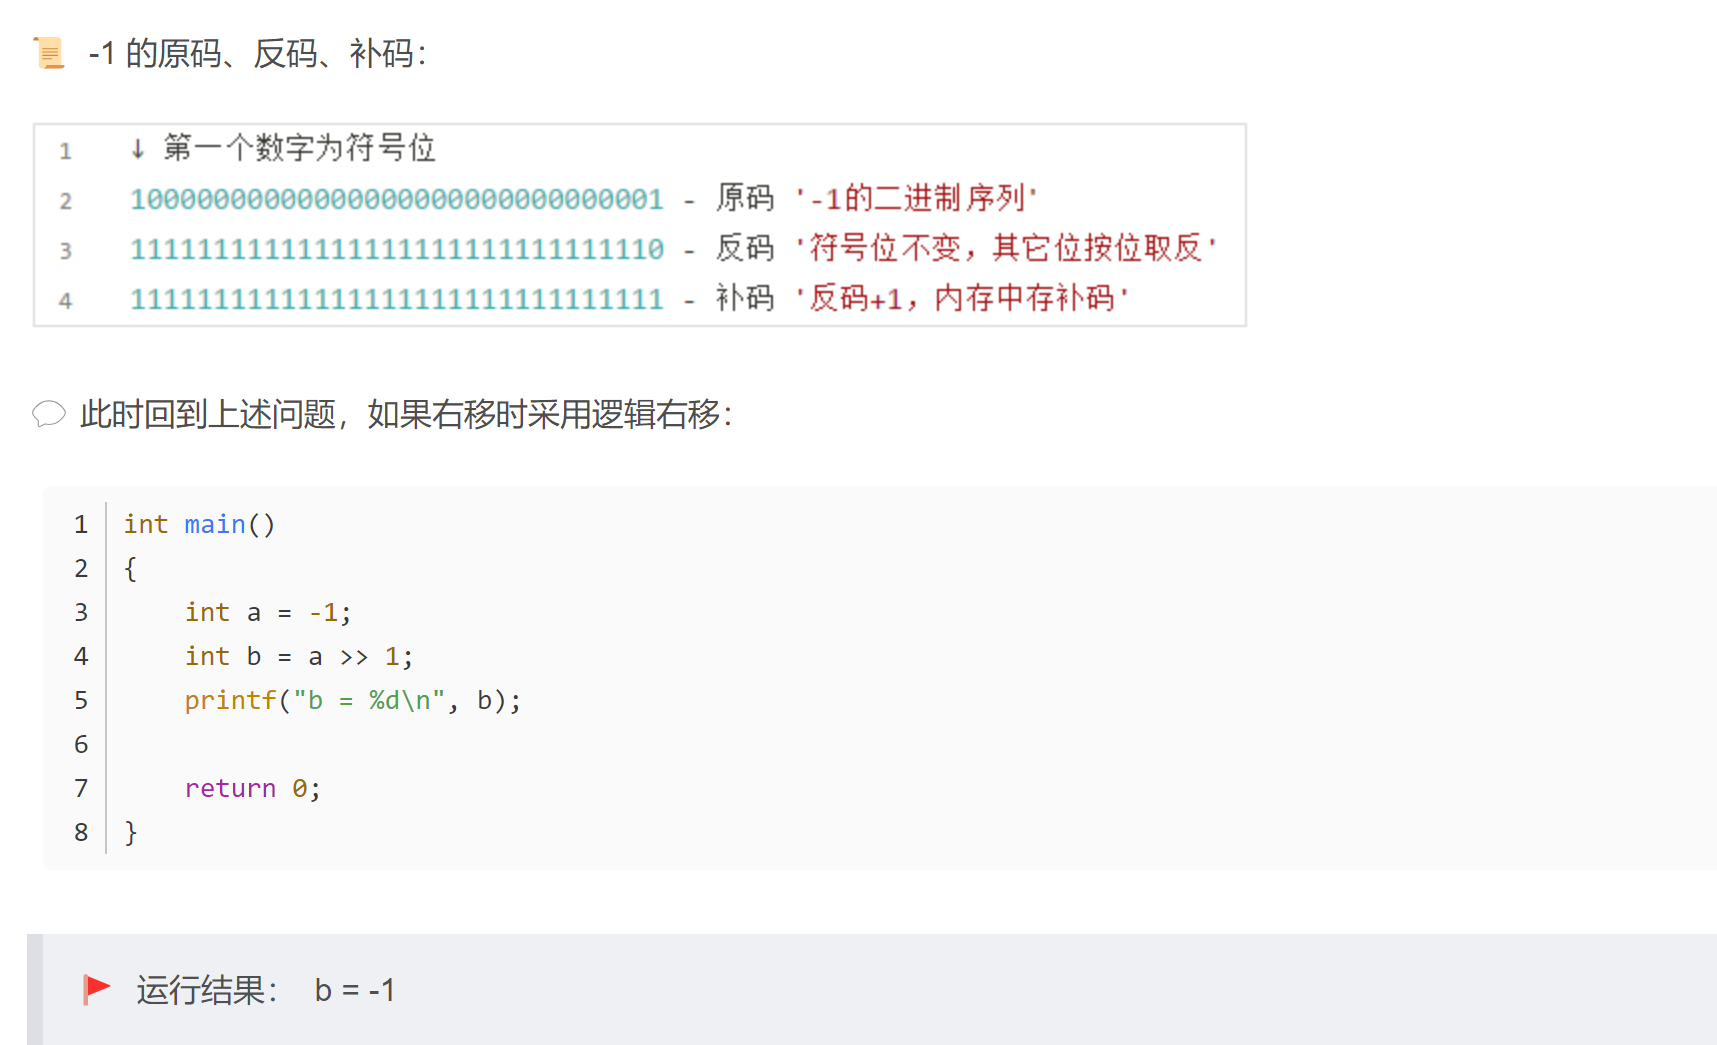 📜 -1 的原码、反码、补码：
1 ↓ 第一个数字为符号位
2 10000000000000000000000000000001 - 原码 '-1的二进制序列'
3 11111111111111111111111111111110 - 反码 '符号位不变，其它位按位取反'
4 11111111111111111111111111111111 - 补码 '反码+1，内存中存补码'
💬 此时回到上述问题，如果右移时采用逻辑右移：
1 int main()
2 {
3     int a = -1;
4     int b = a >> 1;
5     printf("b = %d\n", b);
6
7     return 0;
8 }
🚩 运行结果： b = -1